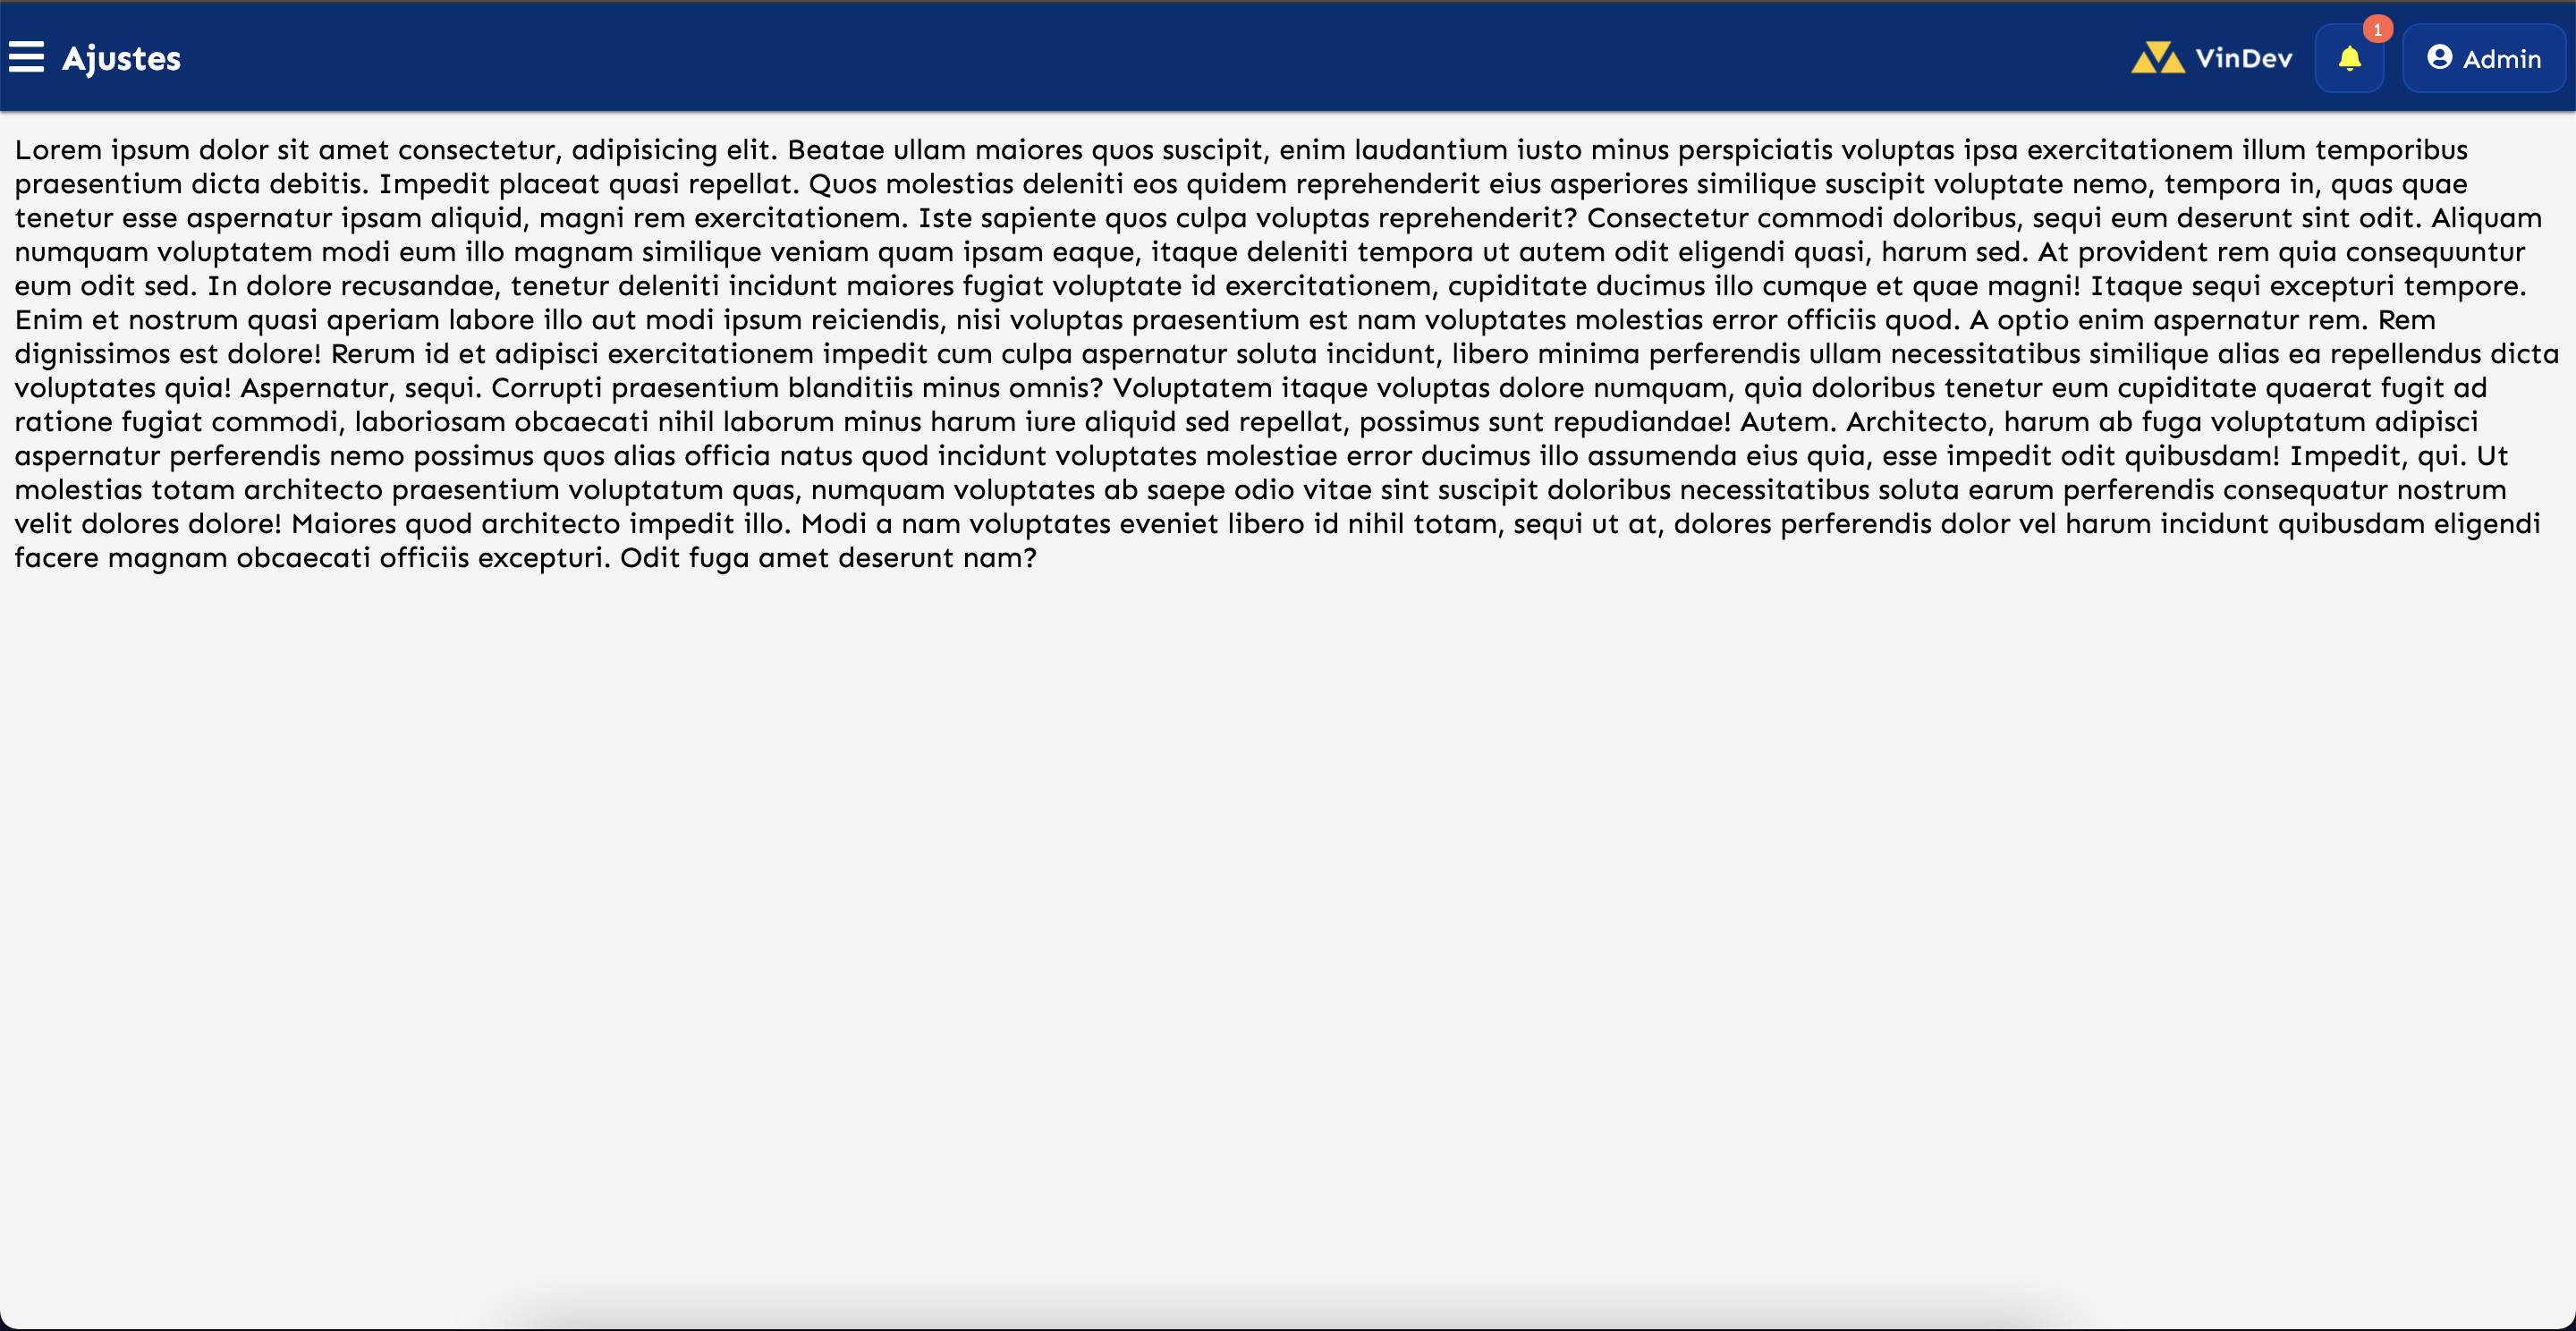 Ajustes
VinDev
1
Admin
Lorem ipsum dolor sit amet consectetur, adipisicing elit. Beatae ullam maiores quos suscipit, enim laudantium iusto minus perspiciatis voluptas ipsa exercitationem illum temporibus
praesentium dicta debitis. Impedit placeat quasi repellat. Quos molestias deleniti eos quidem reprehenderit eius asperiores similique suscipit voluptate nemo, tempora in, quas quae
tenetur esse aspernatur ipsam aliquid, magni rem exercitationem. Iste sapiente quos culpa voluptas reprehenderit? Consectetur commodi doloribus, sequi eum deserunt sint odit. Aliquam
numquam voluptatem modi eum illo magnam similique veniam quam ipsam eaque, itaque deleniti tempora ut autem odit eligendi quasi, harum sed. At provident rem quia consequuntur
eum odit sed. In dolore recusandae, tenetur deleniti incidunt maiores fugiat voluptate id exercitationem, cupiditate ducimus illo cumque et quae magni! Itaque sequi excepturi tempore.
Enim et nostrum quasi aperiam labore illo aut modi ipsum reiciendis, nisi voluptas praesentium est nam voluptates molestias error officiis quod. A optio enim aspernatur rem. Rem
dignissimos est dolore! Rerum id et adipisci exercitationem impedit cum culpa aspernatur soluta incidunt, libero minima perferendis ullam necessitatibus similique alias ea repellendus dicta
voluptates quia! Aspernatur, sequi. Corrupti praesentium blanditiis minus omnis? Voluptatem itaque voluptas dolore numquam, quia doloribus tenetur eum cupiditate quaerat fugit ad
ratione fugiat commodi, laboriosam obcaecati nihil laborum minus harum iure aliquid sed repellat, possimus sunt repudiandae! Autem. Architecto, harum ab fuga voluptatum adipisci
aspernatur perferendis nemo possimus quos alias officia natus quod incidunt voluptates molestiae error ducimus illo assumenda eius quia, esse impedit odit quibusdam! Impedit, qui. Ut
molestias totam architecto praesentium voluptatum quas, numquam voluptates ab saepe odio vitae sint suscipit doloribus necessitatibus soluta earum perferendis consequatur nostrum
velit dolores dolore! Maiores quod architecto impedit illo. Modi a nam voluptates eveniet libero id nihil totam, sequi ut at, dolores perferendis dolor vel harum incidunt quibusdam eligendi
facere magnam obcaecati officiis excepturi. Odit fuga amet deserunt nam?